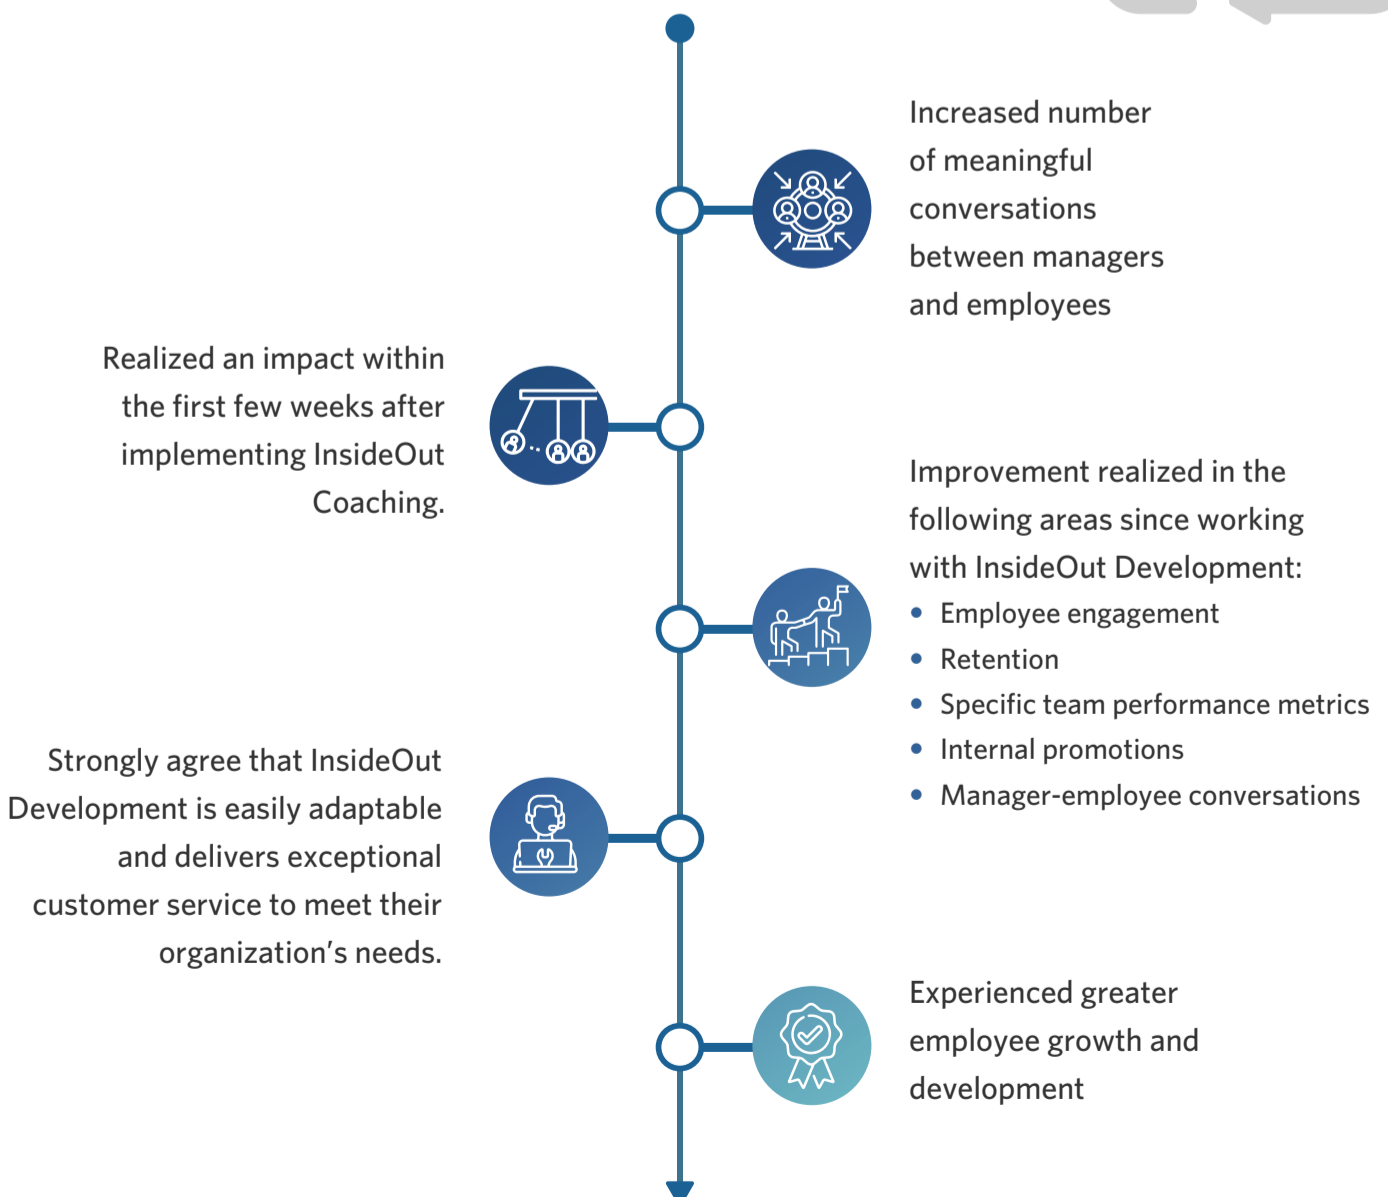 Increased number
of meaningful
conversations
between managers
and employees
Realized an impact within
the first few weeks after
implementing InsideOut
Coaching.
Improvement realized in the
following areas since working
with InsideOut Development:
• Employee engagement
• Retention
• Specific team performance metrics
• Internal promotions
• Manager-employee conversations
Strongly agree that InsideOut
Development is easily adaptable
and delivers exceptional
customer service to meet their
organization’s needs.
Experienced greater
employee growth and
development